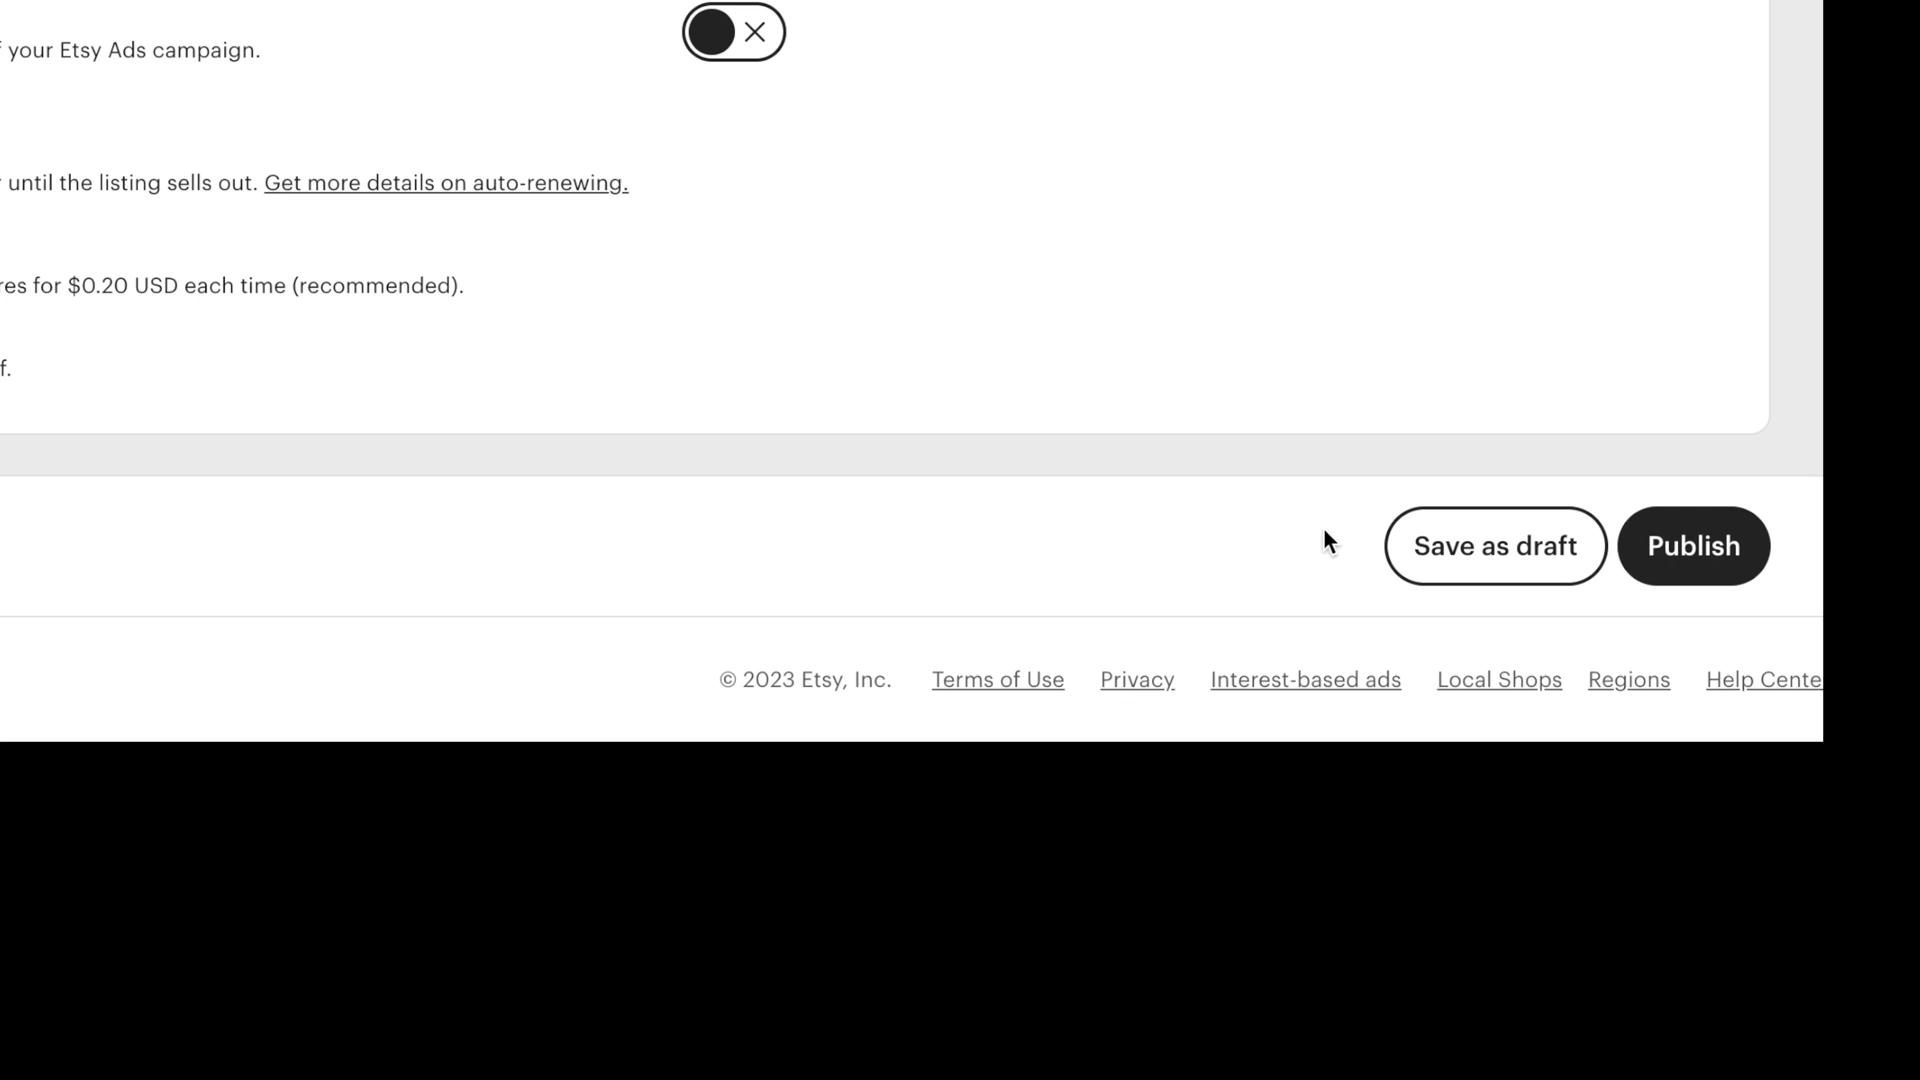 your Etsy Ads campaign.
until the listing sells out. Get more details on auto-renewing.
for $0.20 USD each time (recommended).
Save as draft
Publish
© 2023 Etsy, Inc. Terms of Use Privacy Interest-based ads Local Shops Regions Help